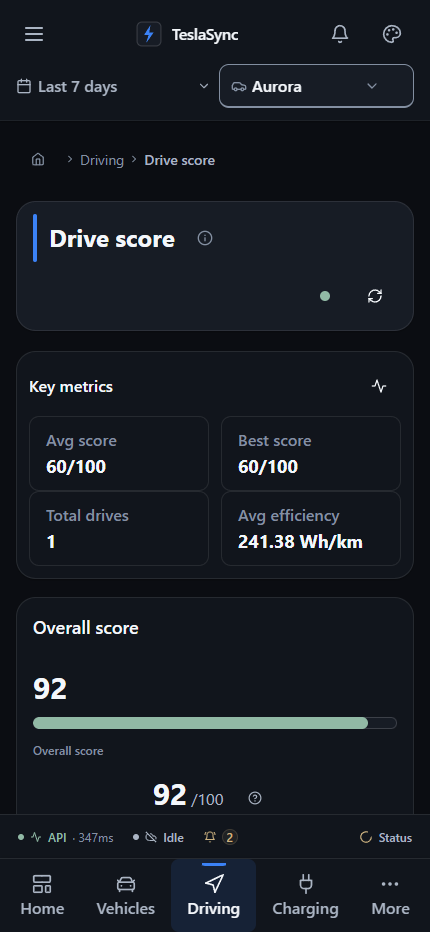 TeslaSync
Last 7 days
Aurora
Driving
Drive score
Drive score
Key metrics
Avg score
60/100
Best score
60/100
Total drives
1
Avg efficiency
241.38 Wh/km
Overall score
92
Overall score
92 /100
API · 347ms
Idle
2
Status
Home
Vehicles
Driving
Charging
More